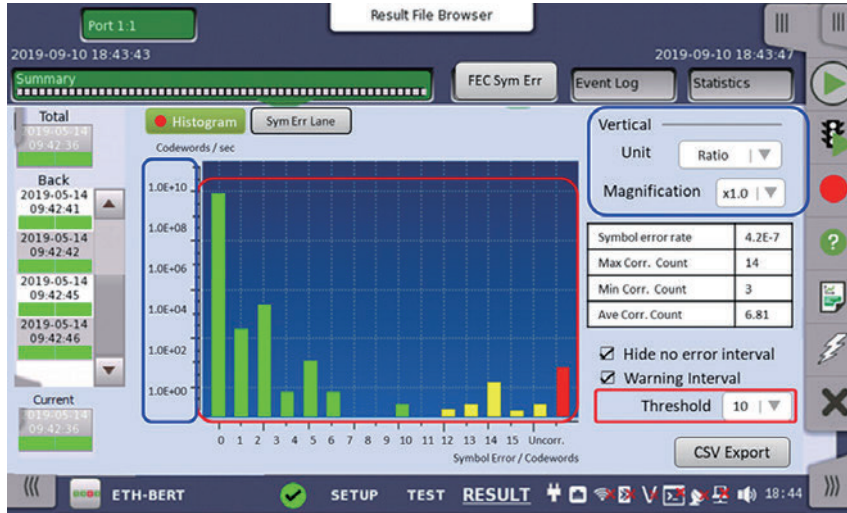 Port 1:1
Result File Browser
2019-09-10 18:43:43
2019-09-10 18:43:47
Summary
FEC Sym Err
Event Log
Statistics
Total
2019-05-14
09:42:36
Back
2019-05-14
09:42:41
2019-05-14
09:42:42
2019-05-14
09:42:45
2019-05-14
09:42:46
Current
2019-05-14
09:42:36
Histogram
Sym Err Lane
Codewords / sec
1.0E+10
1.0E+08
1.0E+06
1.0E+04
1.0E+02
1.0E+00
0 1 2 3 4 5 6 7 8 9 10 11 12 13 14 15 Uncorr.
Symbol Error / Codewords
Vertical
Unit Ratio
Magnification x1.0
Symbol error rate 4.2E-7
Max Corr. Count 14
Min Corr. Count 3
Ave Corr. Count 6.81
Hide no error interval
Warning Interval
Threshold 10
CSV Export
ETH-BERT
SETUP
TEST
RESULT
18:44